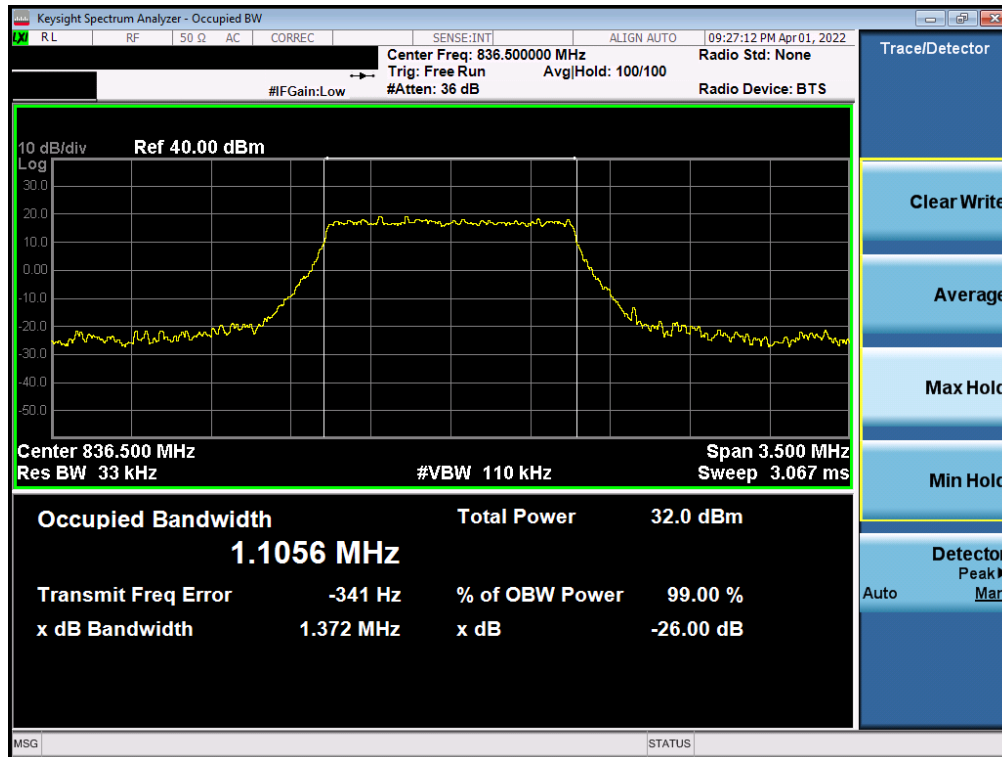 Keysight Spectrum Analyzer - Occupied BW
LXI RL RF 50 Ω AC CORREC SENSE:INT ALIGN AUTO 09:27:12 PM Apr 01, 2022
Center Freq: 836.500000 MHz Radio Std: None
Trig: Free Run Avg|Hold: 100/100
#IFGain:Low #Atten: 36 dB Radio Device: BTS
Trace/Detector
10 dB/div Ref 40.00 dBm
Log
30.0
20.0
10.0
0.00
-10.0
-20.0
-30.0
-40.0
-50.0
Center 836.500 MHz Span 3.500 MHz
Res BW 33 kHz #VBW 110 kHz Sweep 3.067 ms
Occupied Bandwidth Total Power 32.0 dBm
1.1056 MHz
Transmit Freq Error -341 Hz % of OBW Power 99.00 %
x dB Bandwidth 1.372 MHz x dB -26.00 dB
Clear Write
Average
Max Hold
Min Hold
Detector
Peak
Auto Man
MSG STATUS